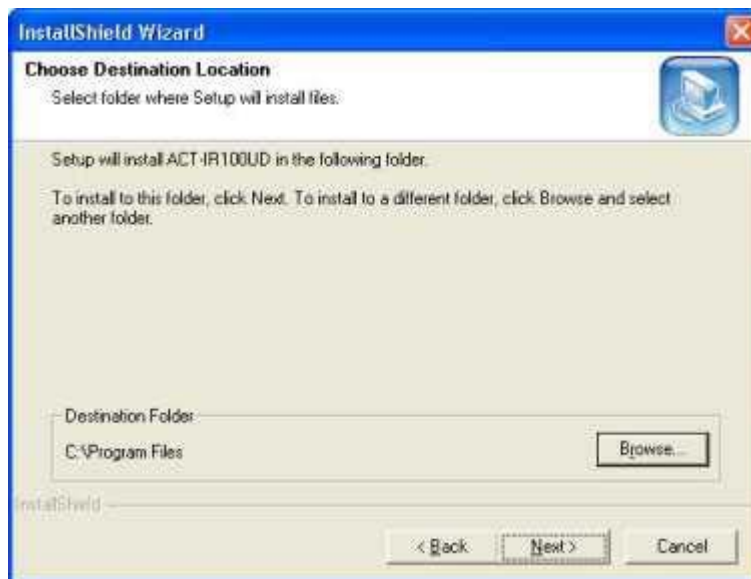 InstallShield Wizard
Choose Destination Location
Select folder where Setup will install files.
Setup will install ACT-IR100UD in the following folder.
To install to this folder, click Next. To install to a different folder, click Browse and select
another folder.
Destination Folder
C:\Program Files
Browse...
InstallShield
< Back
Next >
Cancel